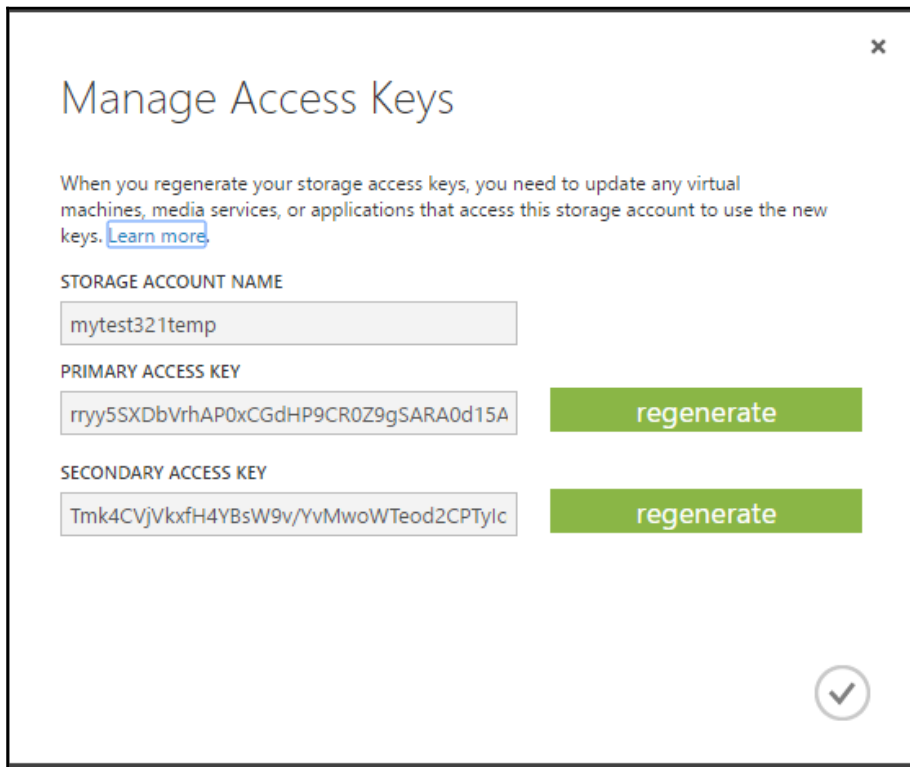 Manage Access Keys
When you regenerate your storage access keys, you need to update any virtual
machines, media services, or applications that access this storage account to use the new
keys. Learn more.
STORAGE ACCOUNT NAME
mytest321temp
PRIMARY ACCESS KEY
rryy5SXDbVrhAP0xCGdHP9CR0Z9gSARA0d15A
regenerate
SECONDARY ACCESS KEY
Tmk4CVjVkxfH4YBsW9v/YvMwoWTeod2CPTyIc
regenerate